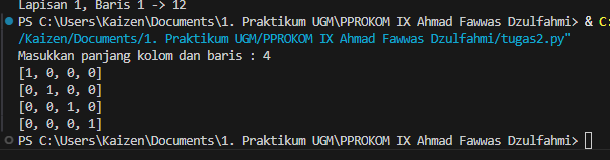 Lapisan 1, Baris 1 -> 12
PS C:\Users\Kaizen\Documents\1. Praktikum UGM\PPROKOM IX Ahmad Fawwas Dzulfahmi> & C:
/Kaizen/Documents/1. Praktikum UGM/PPROKOM IX Ahmad Fawwas Dzulfahmi/tugas2.py"
Masukkan panjang kolom dan baris : 4
[1, 0, 0, 0]
[0, 1, 0, 0]
[0, 0, 1, 0]
[0, 0, 0, 1]
PS C:\Users\Kaizen\Documents\1. Praktikum UGM\PPROKOM IX Ahmad Fawwas Dzulfahmi>